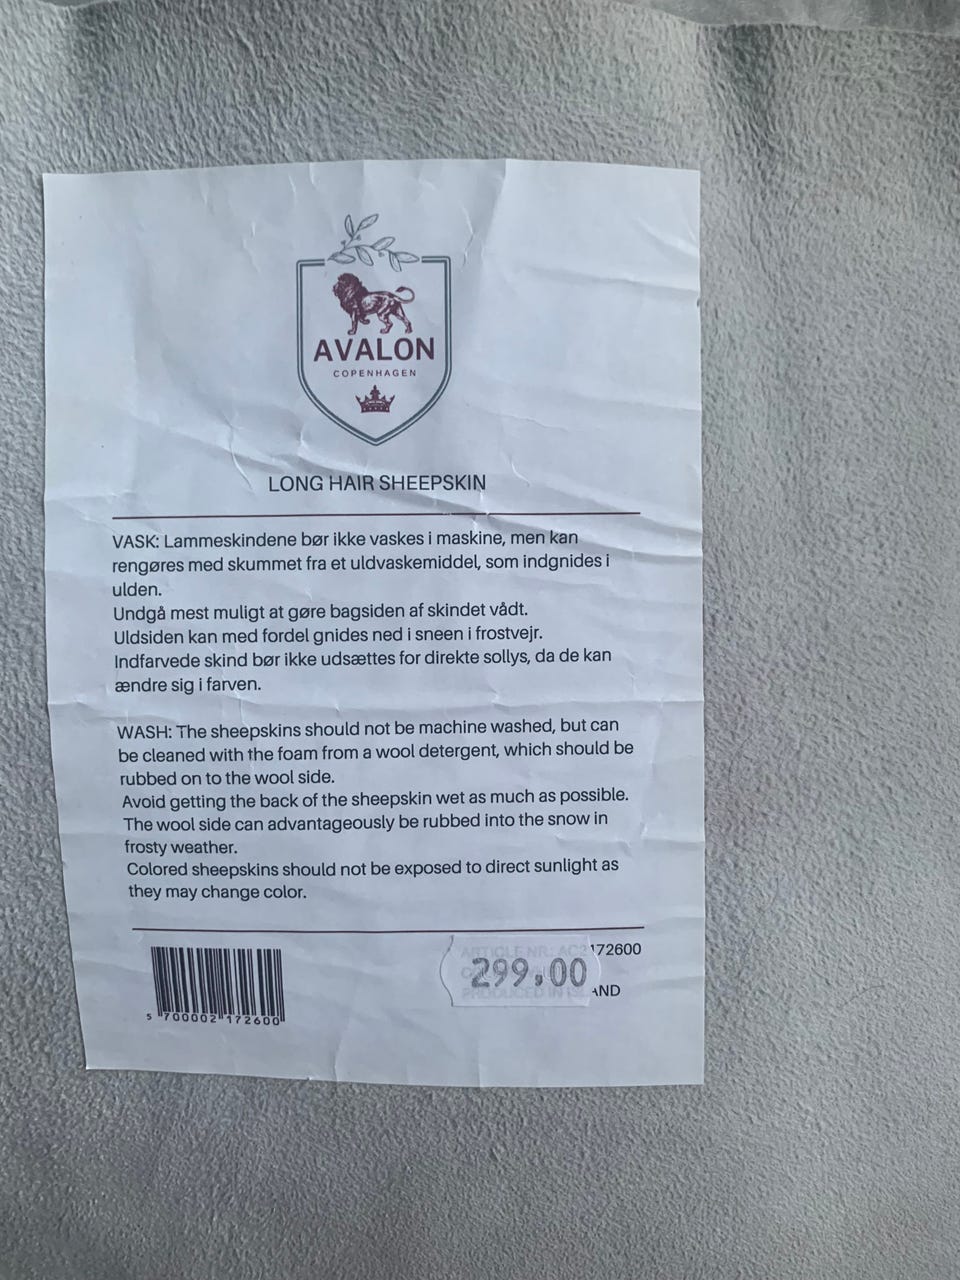 AVALON
COPENHAGEN
LONG HAIR SHEEPSKIN
VASK: Lammeskindene bør ikke vaskes i maskine, men kan
rengøres med skummet fra et uldvaskemiddel, som indgnides i
ulden.
Undgå mest muligt at gøre bagsiden af skindet vådt.
Uldsiden kan med fordel gnides ned i sneen i frostvejr.
Indfarvede skind bør ikke udsættes for direkte sollys, da de kan
ændre sig i farven.
WASH: The sheepskins should not be machine washed, but can
be cleaned with the foam from a wool detergent, which should be
rubbed on to the wool side.
Avoid getting the back of the sheepskin wet as much as possible.
The wool side can advantageously be rubbed into the snow in
frosty weather.
Colored sheepskins should not be exposed to direct sunlight as
they may change color.
ARTICLE NR: AC2172600
299,00
PRODUCED IN ISLAND
5 700002 172600